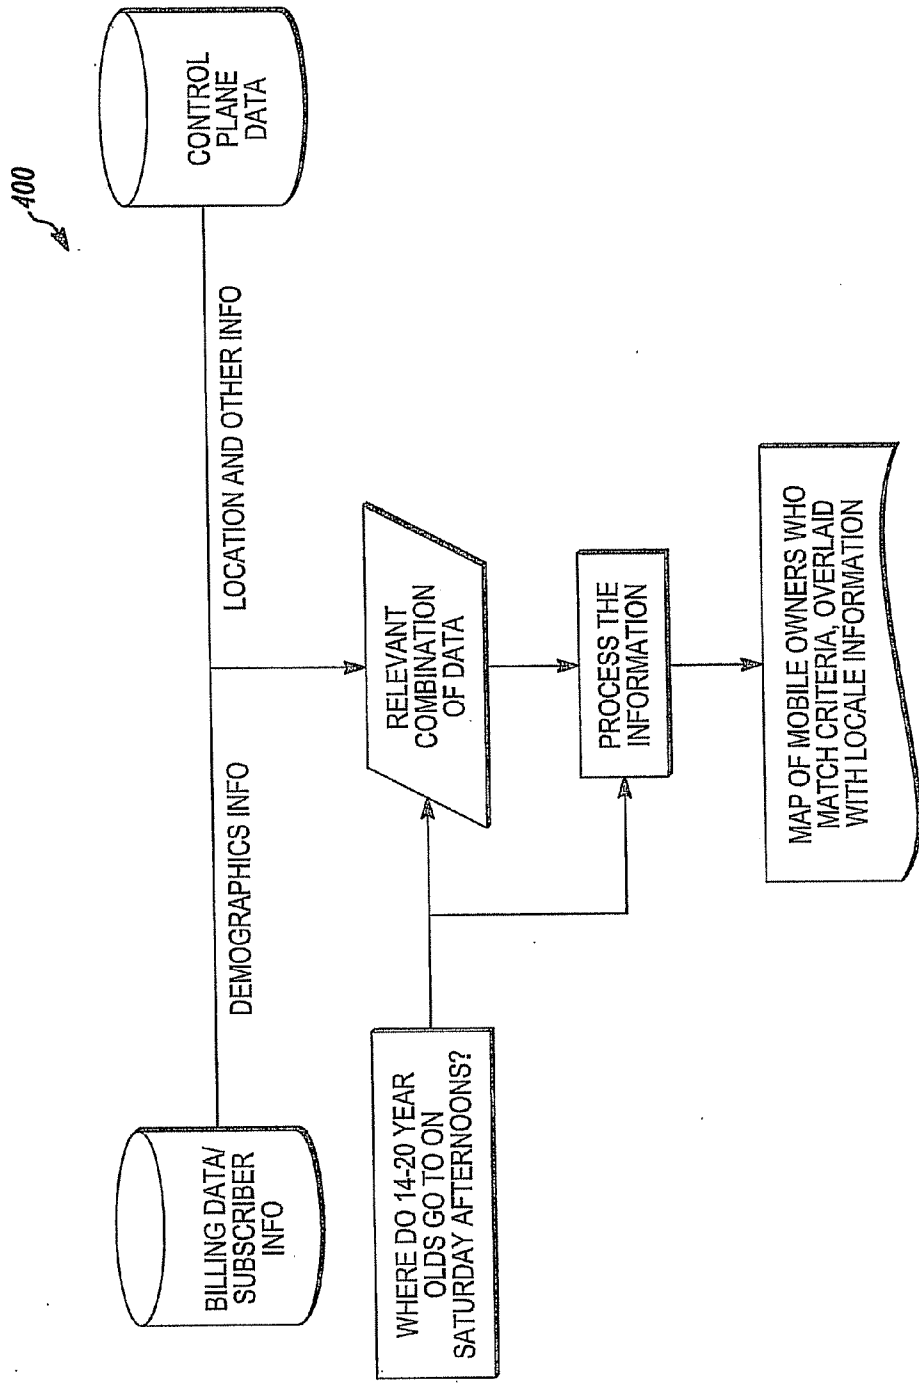 400
BILLING DATA/
SUBSCRIBER
INFO
DEMOGRAPHICS INFO
LOCATION AND OTHER INFO
CONTROL
PLANE
DATA
WHERE DO 14-20 YEAR
OLDS GO TO ON
SATURDAY AFTERNOONS?
RELEVANT
COMBINATION
OF DATA
PROCESS THE
INFORMATION
MAP OF MOBILE OWNERS WHO
MATCH CRITERIA, OVERLAID
WITH LOCALE INFORMATION